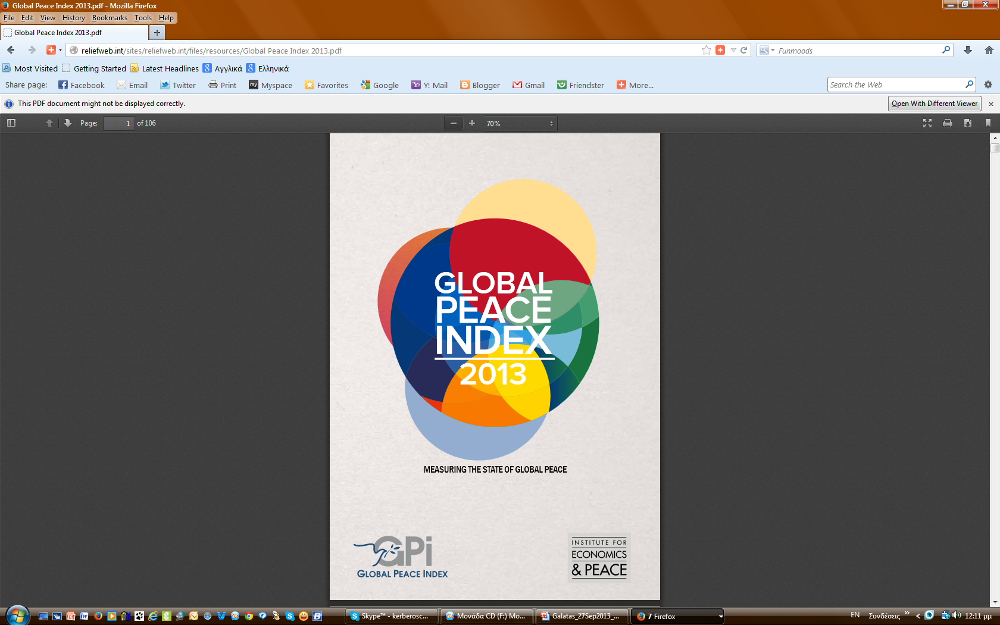 Global Peace Index 2013.pdf - Mozilla Firefox
File Edit View History Bookmarks Tools Help
Global Peace Index 2013.pdf
reliefweb.int/sites/reliefweb.int/files/resources/Global Peace Index 2013.pdf
Funmoods
Most Visited Getting Started Latest Headlines Αγγλικά Ελληνικά
Share page: Facebook Email Twitter Print Myspace Favorites Google Y! Mail Blogger Gmail Friendster More...
Search the Web
This PDF document might not be displayed correctly.
Open With Different Viewer
Page: 1 of 106
70%
GLOBAL
PEACE
INDEX
2013
MEASURING THE STATE OF GLOBAL PEACE
GPi
GLOBAL PEACE INDEX
INSTITUTE FOR
ECONOMICS
& PEACE
Skype™ - kerberosc...
Μονάδα CD (F:) Mo...
Galatas_27Sep2013_...
7 Firefox
EN
Συνδέσεις
12:11 μμ